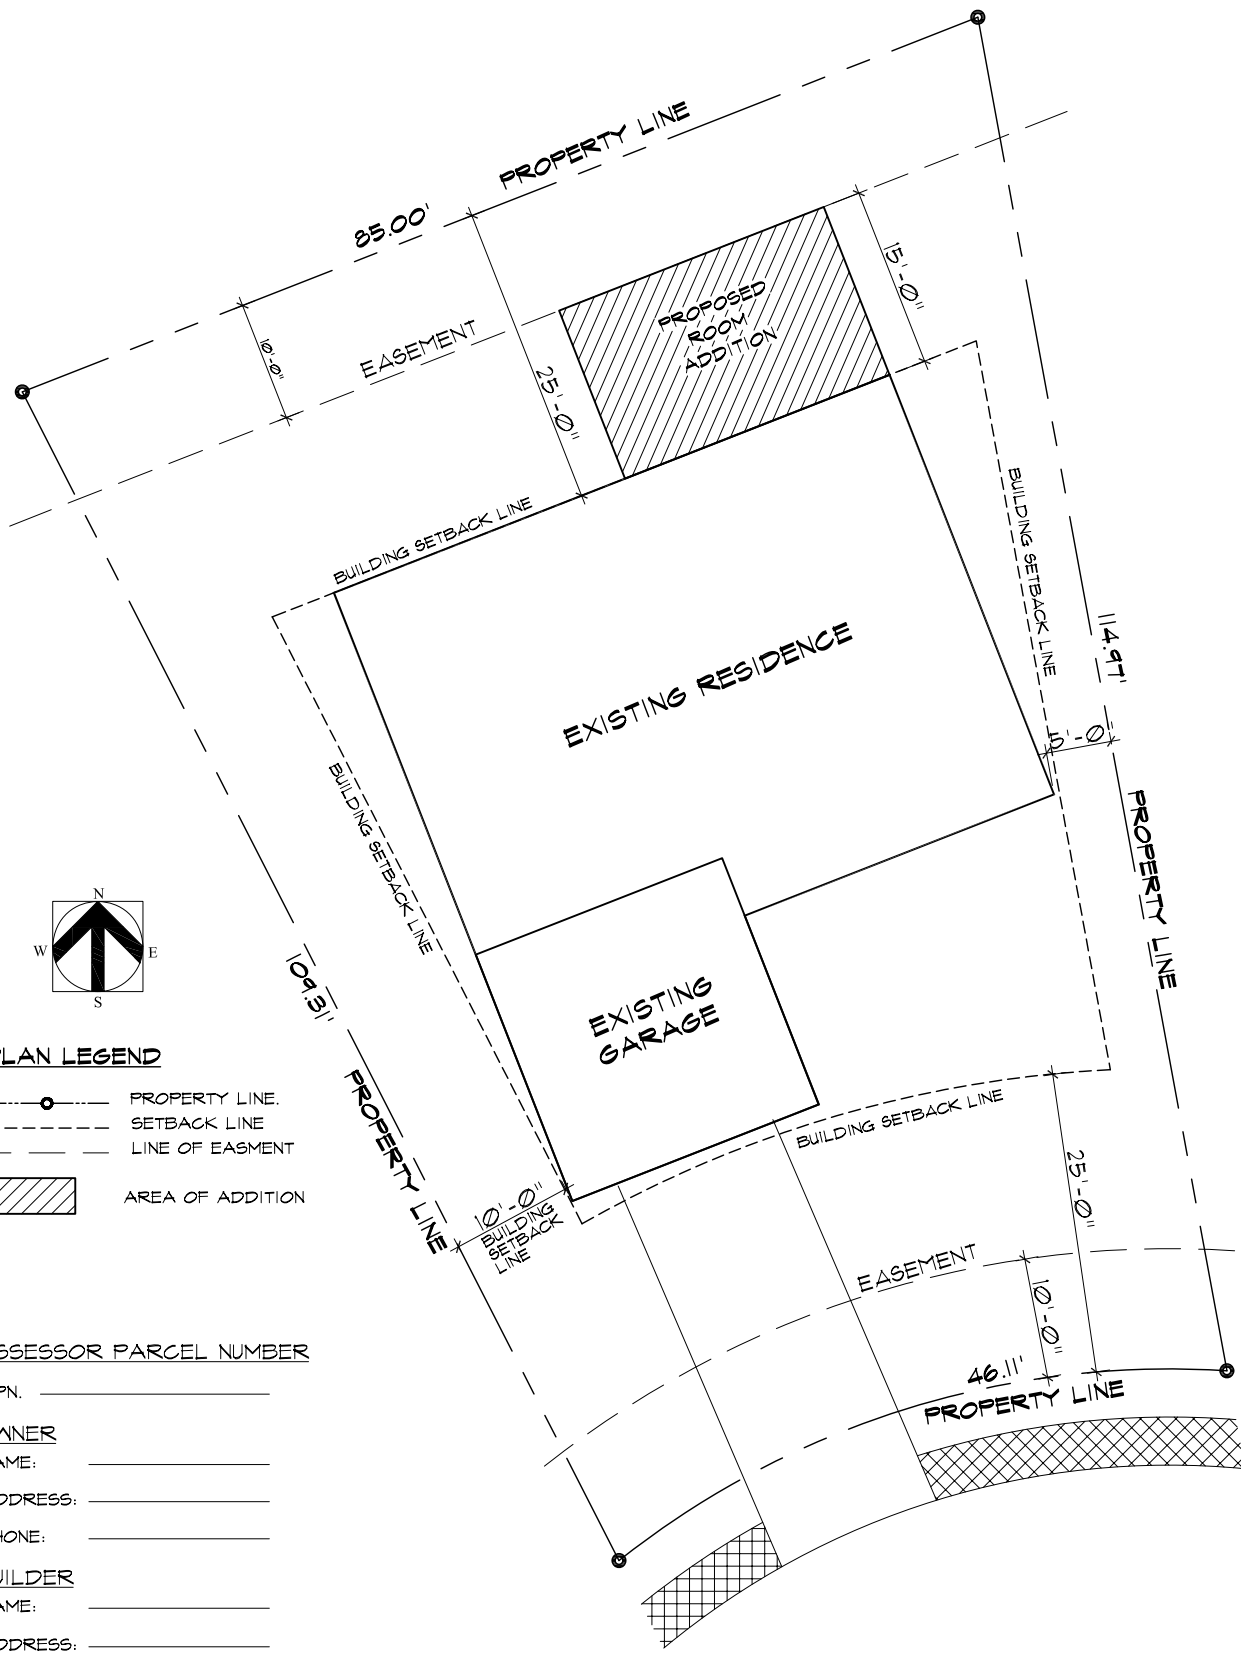 PROPERTY LINE
85.00'
10'-0"
EASEMENT
25'-0"
PROPOSED
ROOM
ADDITION
15'-0"
BUILDING SETBACK LINE
BUILDING SETBACK LINE
EXISTING RESIDENCE
114.97'
5'-0"
BUILDING SETBACK LINE
PROPERTY LINE
N
W
E
S
109.31'
EXISTING
GARAGE
PLAN LEGEND
PROPERTY LINE.
SETBACK LINE
LINE OF EASMENT
AREA OF ADDITION
PROPERTY LINE
BUILDING SETBACK LINE
10'-0"
BUILDING
SETBACK
LINE
25'-0"
EASEMENT
10'-0"
46.11'
PROPERTY LINE
SSESSOR PARCEL NUMBER
PN.
WNER
AME:
DDRESS:
HONE:
UILDER
AME:
DDRESS: